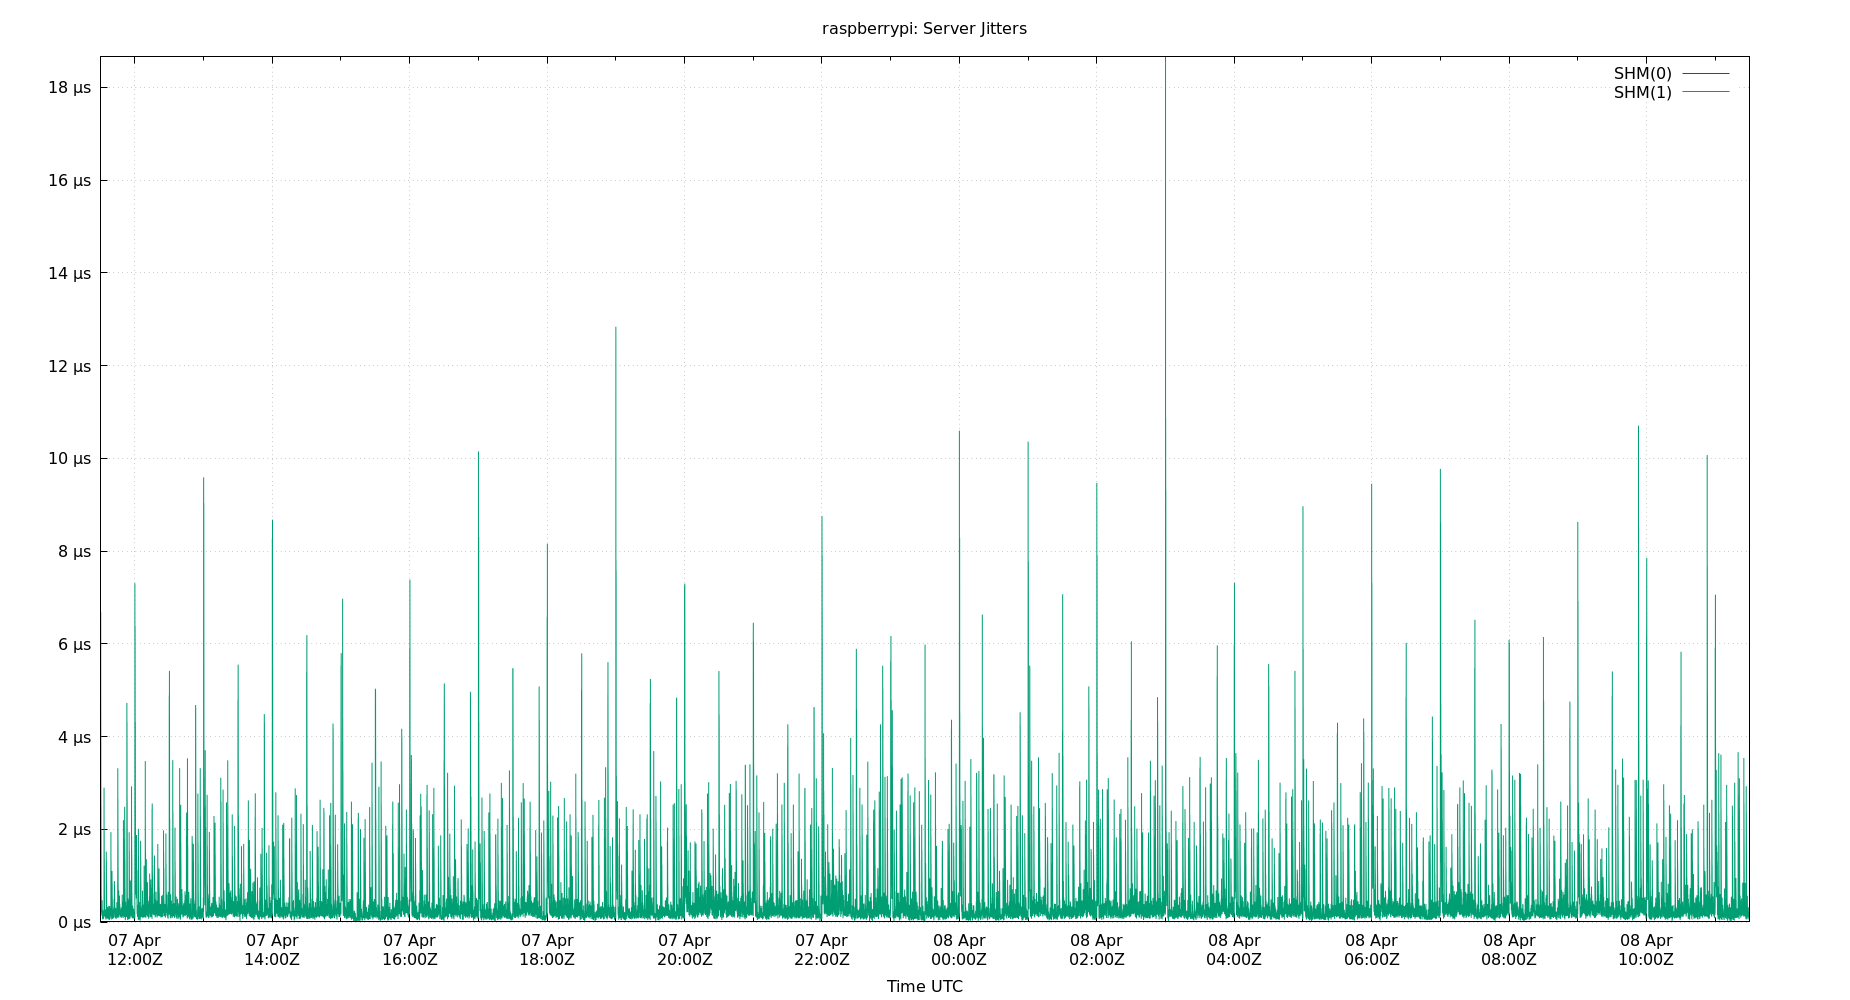 raspberrypi: Server Jitters
SHM(0)
SHM(1)
18 µs
16 µs
14 µs
12 µs
10 µs
8 µs
6 µs
4 µs
2 µs
0 µs
07 Apr 07 Apr 07 Apr 07 Apr 07 Apr 07 Apr 08 Apr 08 Apr 08 Apr 08 Apr 08 Apr 08 Apr
12:00Z 14:00Z 16:00Z 18:00Z 20:00Z 22:00Z 00:00Z 02:00Z 04:00Z 06:00Z 08:00Z 10:00Z
Time UTC